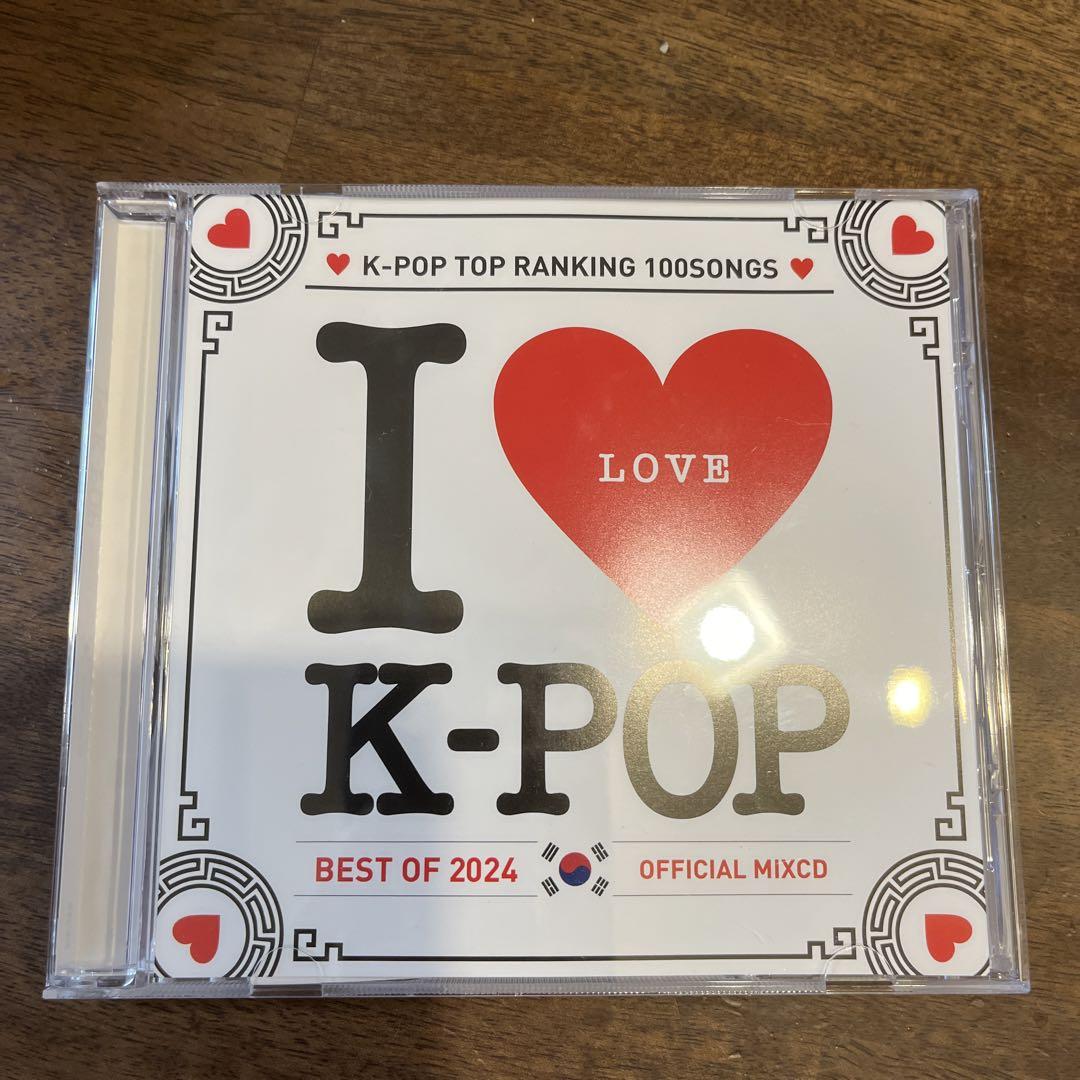 K-POP TOP RANKING 100SONGS
I
LOVE
K-POP
BEST OF 2024
OFFICIAL MiXCD